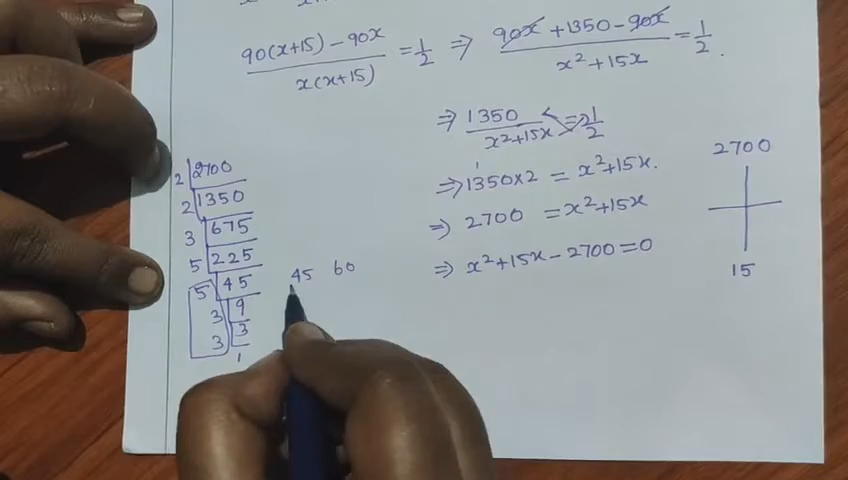 90(x+15) - 90x / x(x+15) = 1/2 ⇒ 90x + 1350 - 90x / x² + 15x = 1/2 .
⇒ 1350 / x² + 15x = 1/2
⇒ 1350 × 2 = x² + 15x.
⇒ 2700 = x² + 15x
⇒ x² + 15x - 2700 = 0
2 | 2700
2 | 1350
3 | 675
5 | 225
5 | 45
3 | 9
3 | 3
1
45 60
2700
15